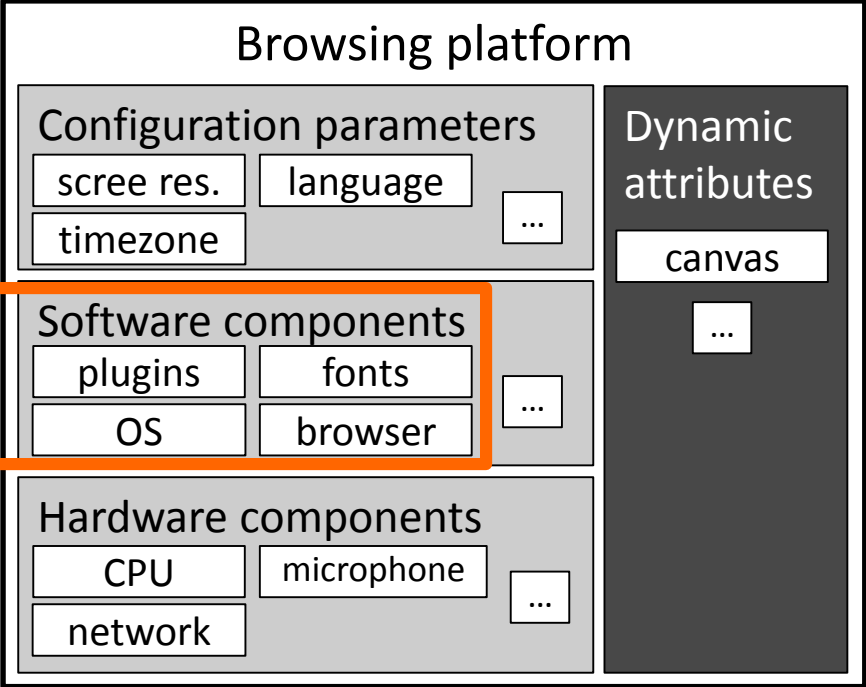 Browsing platform
Configuration parameters
scree res.
language
timezone
...
Software components
plugins
fonts
OS
browser
...
Hardware components
CPU
microphone
network
...
Dynamic
attributes
canvas
...